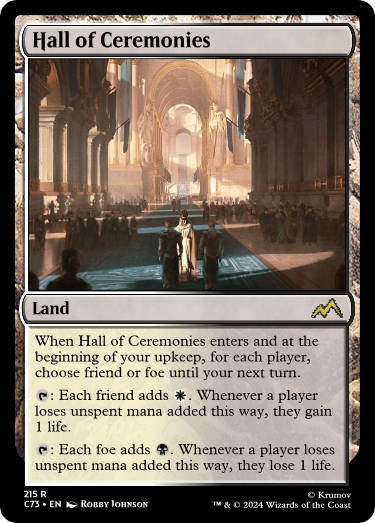 Hall of Ceremonies
Land
When Hall of Ceremonies enters and at the
beginning of your upkeep, for each player,
choose friend or foe until your next turn.
: Each friend adds . Whenever a player
loses unspent mana added this way, they gain
1 life.
: Each foe adds . Whenever a player loses
unspent mana added this way, they lose 1 life.
215 R
C73 • EN Robby Johnson
© Krumov
™ & © 2024 Wizards of the Coast